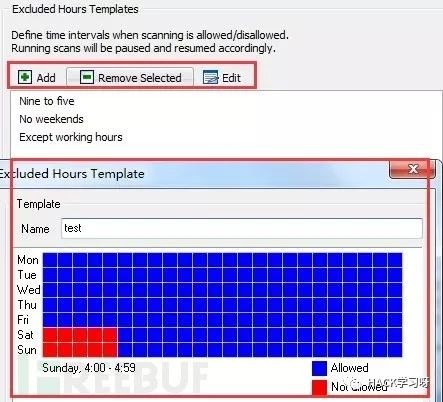 Excluded Hours Templates
Define time intervals when scanning is allowed/disallowed.
Running scans will be paused and resumed accordingly.
Add Remove Selected Edit
Nine to five
No weekends
Except working hours
Excluded Hours Template
Template
Name test
Mon
Tue
Wed
Thu
Fri
Sat
Sun
Sunday, 4:00 - 4:59
Allowed
Not allowed
REEBUF
HACK学习呀